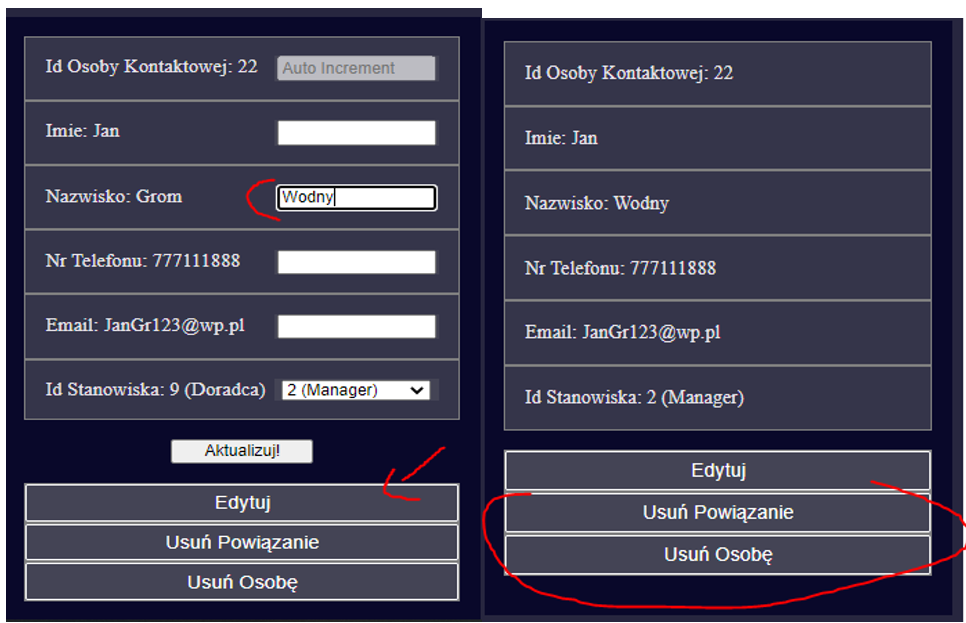 Id Osoby Kontaktowej: 22 Auto Increment
Imie: Jan
Nazwisko: Grom Wodny
Nr Telefonu: 777111888
Email: JanGr123@wp.pl
Id Stanowiska: 9 (Doradca) 2 (Manager)
Aktualizuj!
Edytuj
Usuń Powiązanie
Usuń Osobę
Id Osoby Kontaktowej: 22
Imie: Jan
Nazwisko: Wodny
Nr Telefonu: 777111888
Email: JanGr123@wp.pl
Id Stanowiska: 2 (Manager)
Edytuj
Usuń Powiązanie
Usuń Osobę